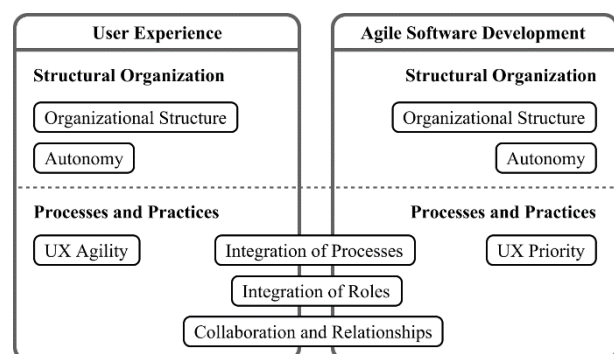 User Experience
Agile Software Development
Structural Organization
Structural Organization
Organizational Structure
Organizational Structure
Autonomy
Autonomy
Processes and Practices
Processes and Practices
UX Agility
Integration of Processes
UX Priority
Integration of Roles
Collaboration and Relationships